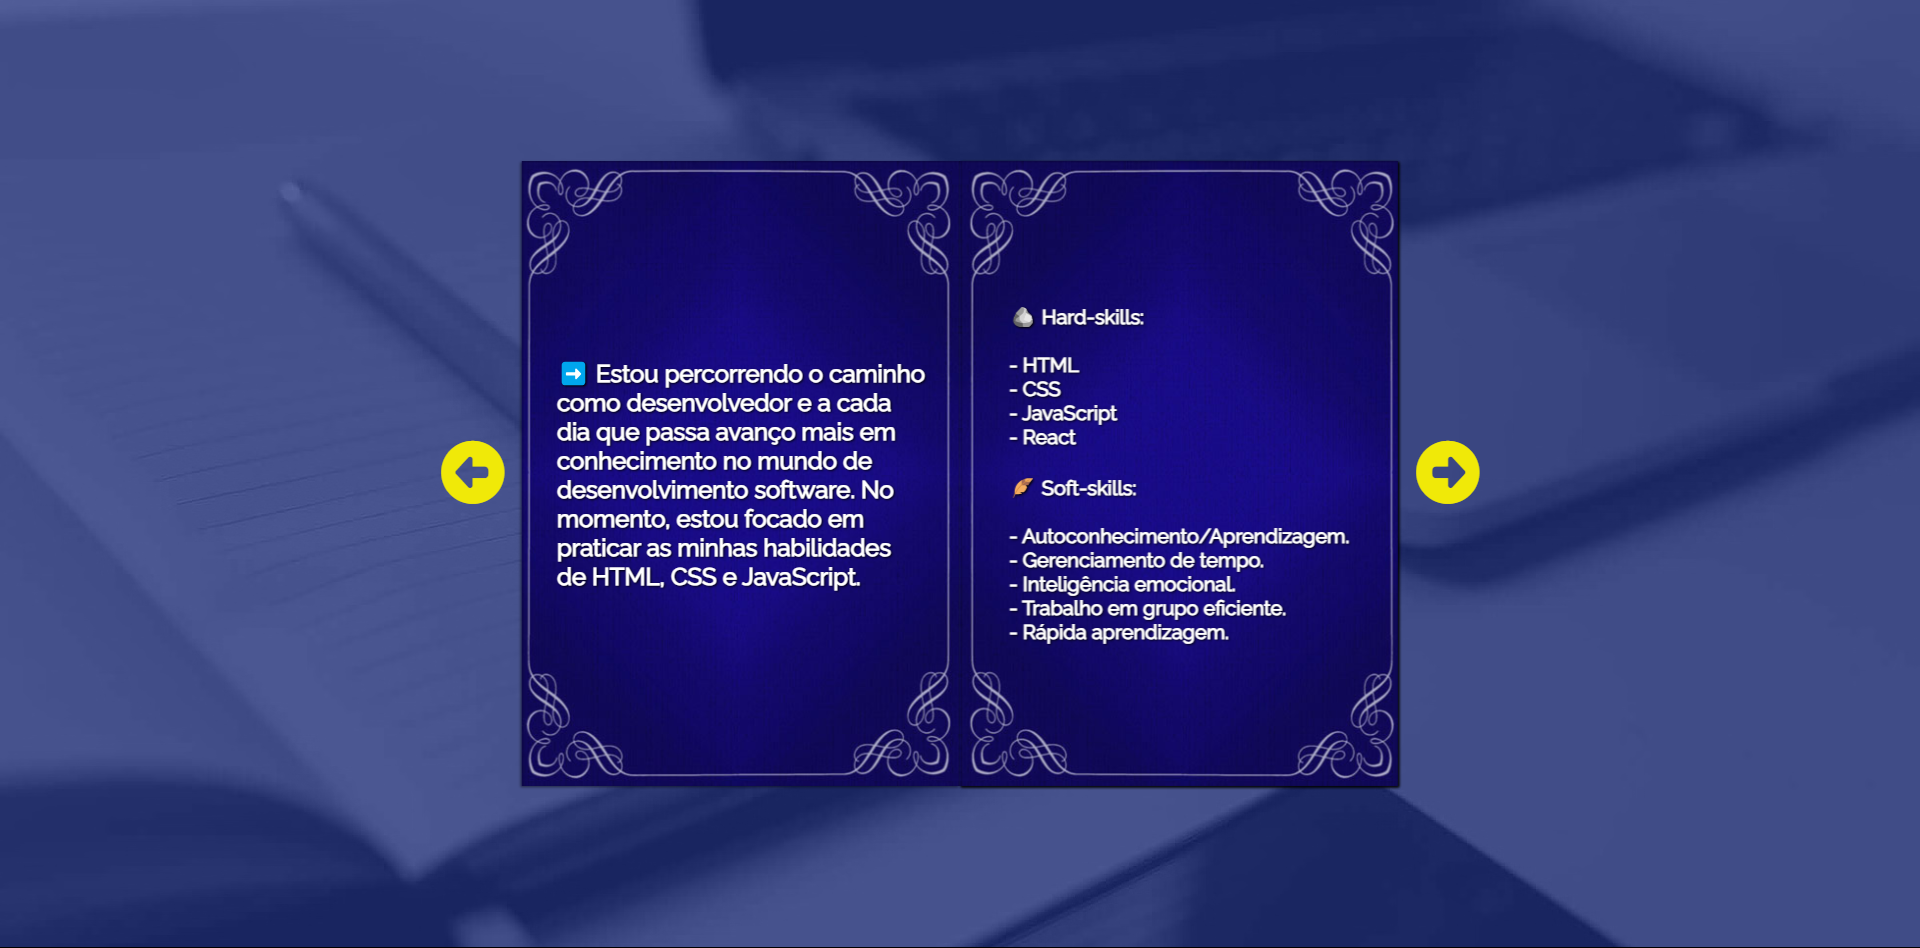 ➡️ Estou percorrendo o caminho
como desenvolvedor e a cada
dia que passa avanço mais em
conhecimento no mundo de
desenvolvimento software. No
momento, estou focado em
praticar as minhas habilidades
de HTML, CSS e JavaScript.
🪨 Hard-skills:
- HTML
- CSS
- JavaScript
- React
🪶 Soft-skills:
- Autoconhecimento/Aprendizagem.
- Gerenciamento de tempo.
- Inteligência emocional.
- Trabalho em grupo eficiente.
- Rápida aprendizagem.